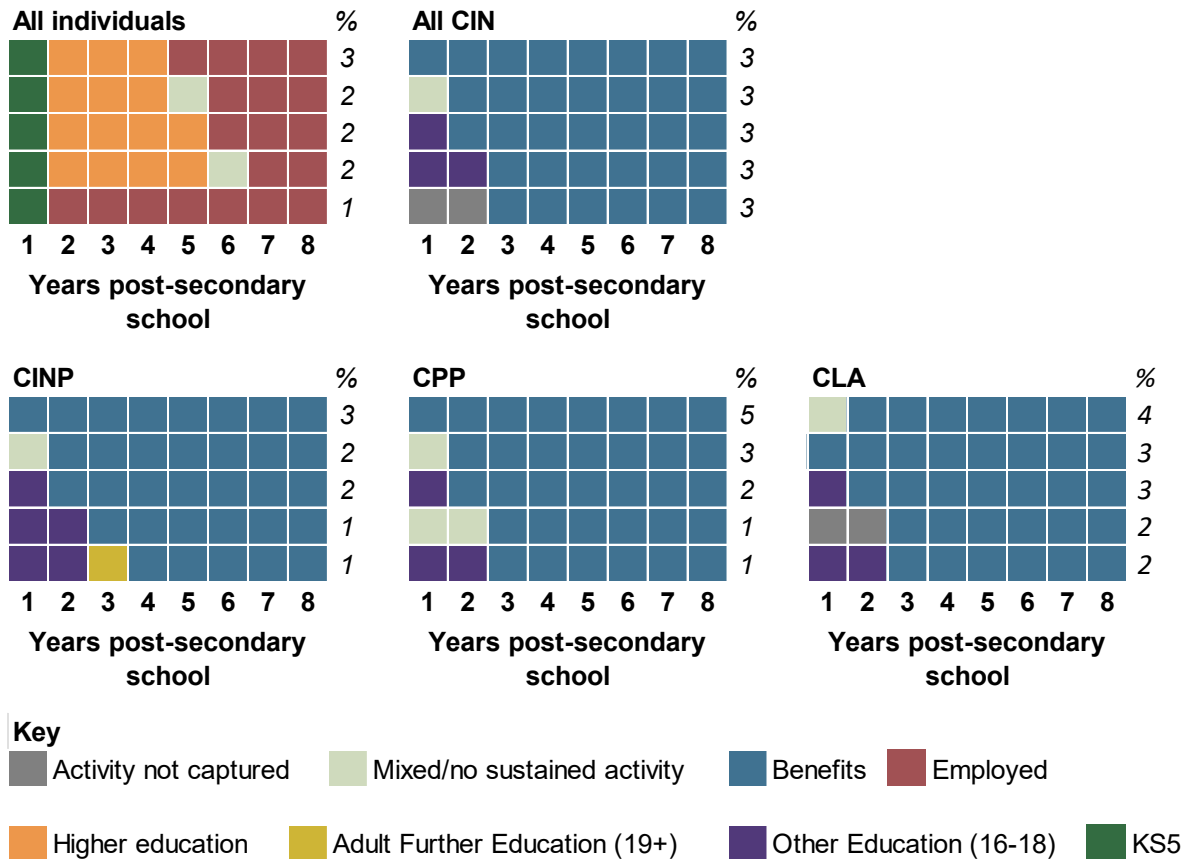 All individuals %
3
2
2
2
1
1 2 3 4 5 6 7 8
Years post-secondary
school
All CIN %
3
3
3
3
3
1 2 3 4 5 6 7 8
Years post-secondary
school
CINP %
3
2
2
1
1
1 2 3 4 5 6 7 8
Years post-secondary
school
CPP %
5
3
2
1
1
1 2 3 4 5 6 7 8
Years post-secondary
school
CLA %
4
3
3
2
2
1 2 3 4 5 6 7 8
Years post-secondary
school
Key
Activity not captured Mixed/no sustained activity Benefits Employed
Higher education Adult Further Education (19+) Other Education (16-18) KS5